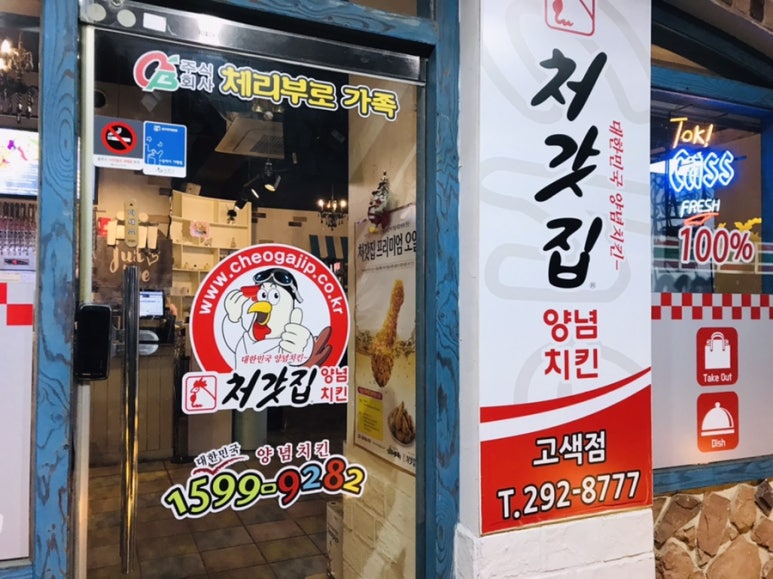 주식
회사
체리부로 가족
www.cheogajip.co.kr
대한민국 양념치킨~
처갓집 양념
치킨
대한민국 양념치킨
1599-9282
처갓집 프리미엄 오일
처갓집
대한민국 양념치킨~
양념
치킨
고색점
T.292-8777
Cass
FRESH
100%
Take Out
Dish